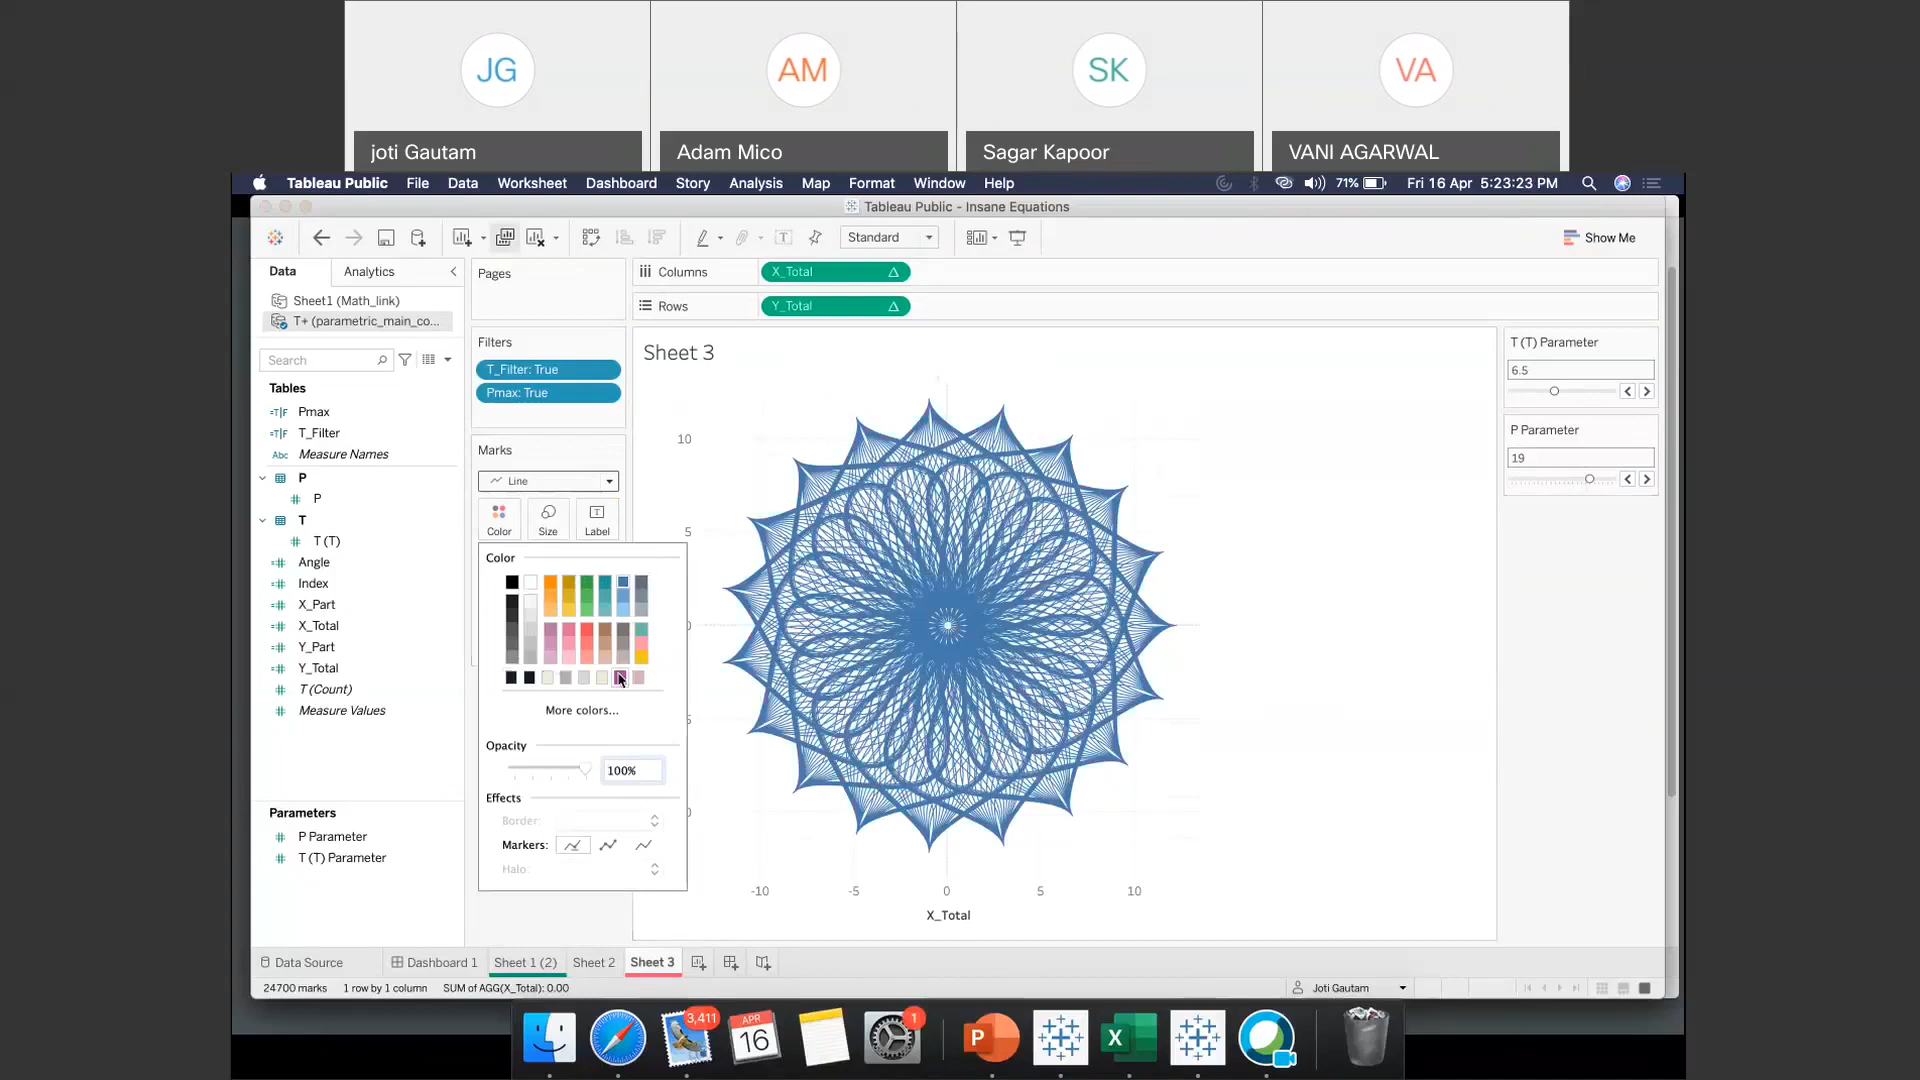 JG
AM
SK
VA
joti Gautam
Adam Mico
Sagar Kapoor
VANI AGARWAL
Tableau Public File Data Worksheet Dashboard Story Analysis Map Format Window Help
71% Fri 16 Apr 5:23:23 PM
Tableau Public - Insane Equations
Standard
Show Me
Data Analytics
Sheet1 (Math_link)
T+ (parametric_main_co...
Search
Tables
Pmax
T_Filter
Abc Measure Names
P
P
T
T (T)
Angle
Index
X_Part
X_Total
Y_Part
Y_Total
T (Count)
Measure Values
Parameters
P Parameter
T (T) Parameter
Pages
Filters
T_Filter: True
Pmax: True
Marks
Line
Color Size Label
Color
More colors...
Opacity
100%
Effects
Border:
Markers:
Halo:
Columns X_Total
Rows Y_Total
Sheet 3
10
5
0
5
0
-10 -5 0 5 10
X_Total
T (T) Parameter
6.5
P Parameter
19
Data Source Dashboard 1 Sheet 1 (2) Sheet 2 Sheet 3
24700 marks 1 row by 1 column SUM of AGG(X_Total): 0.00
Joti Gautam
3,411
APR
16
1
P
X